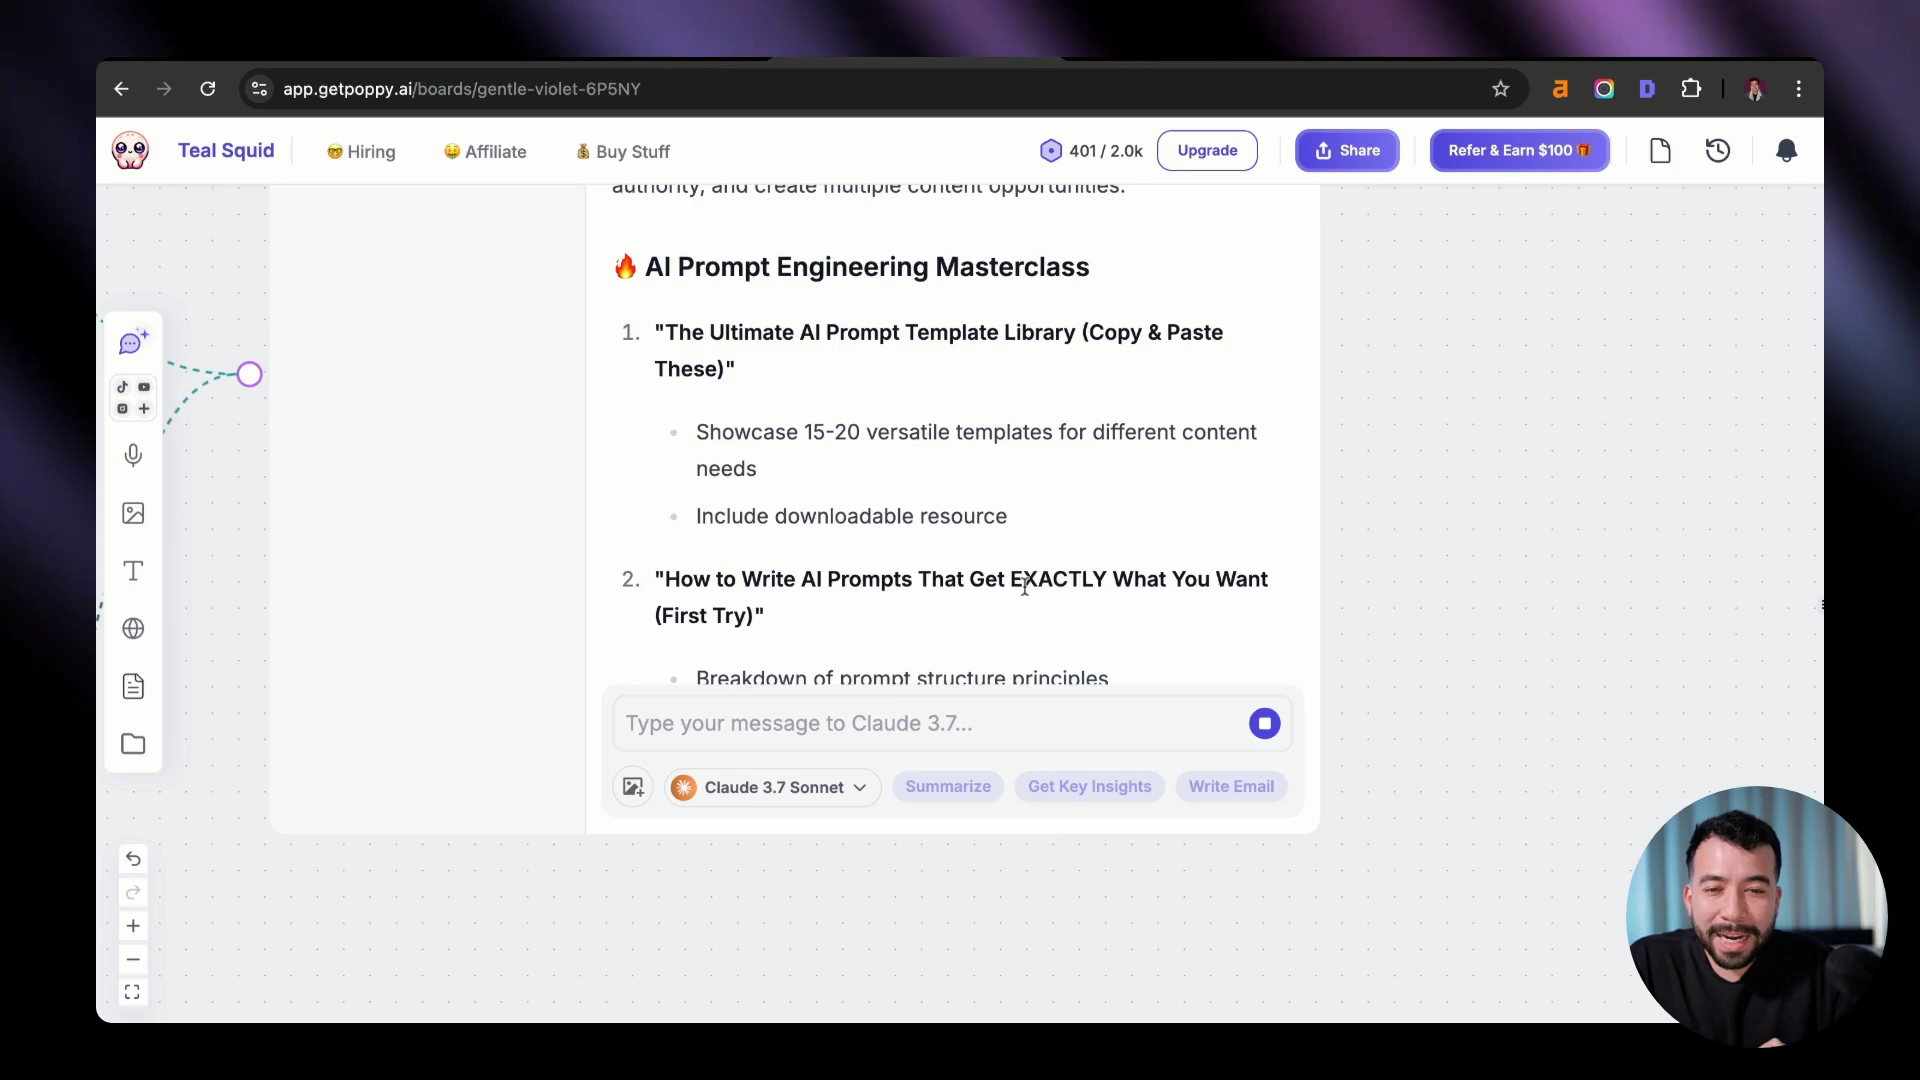 app.getpoppy.ai/boards/gentle-violet-6P5NY
Teal Squid
Hiring
Affiliate
Buy Stuff
401 / 2.0k
Upgrade
Share
Refer & Earn $100
authority, and create multiple content opportunities.
AI Prompt Engineering Masterclass
1. "The Ultimate AI Prompt Template Library (Copy & Paste
These)"
Showcase 15-20 versatile templates for different content
needs
Include downloadable resource
2. "How to Write AI Prompts That Get EXACTLY What You Want
(First Try)"
Breakdown of prompt structure principles
Type your message to Claude 3.7...
Claude 3.7 Sonnet
Summarize
Get Key Insights
Write Email